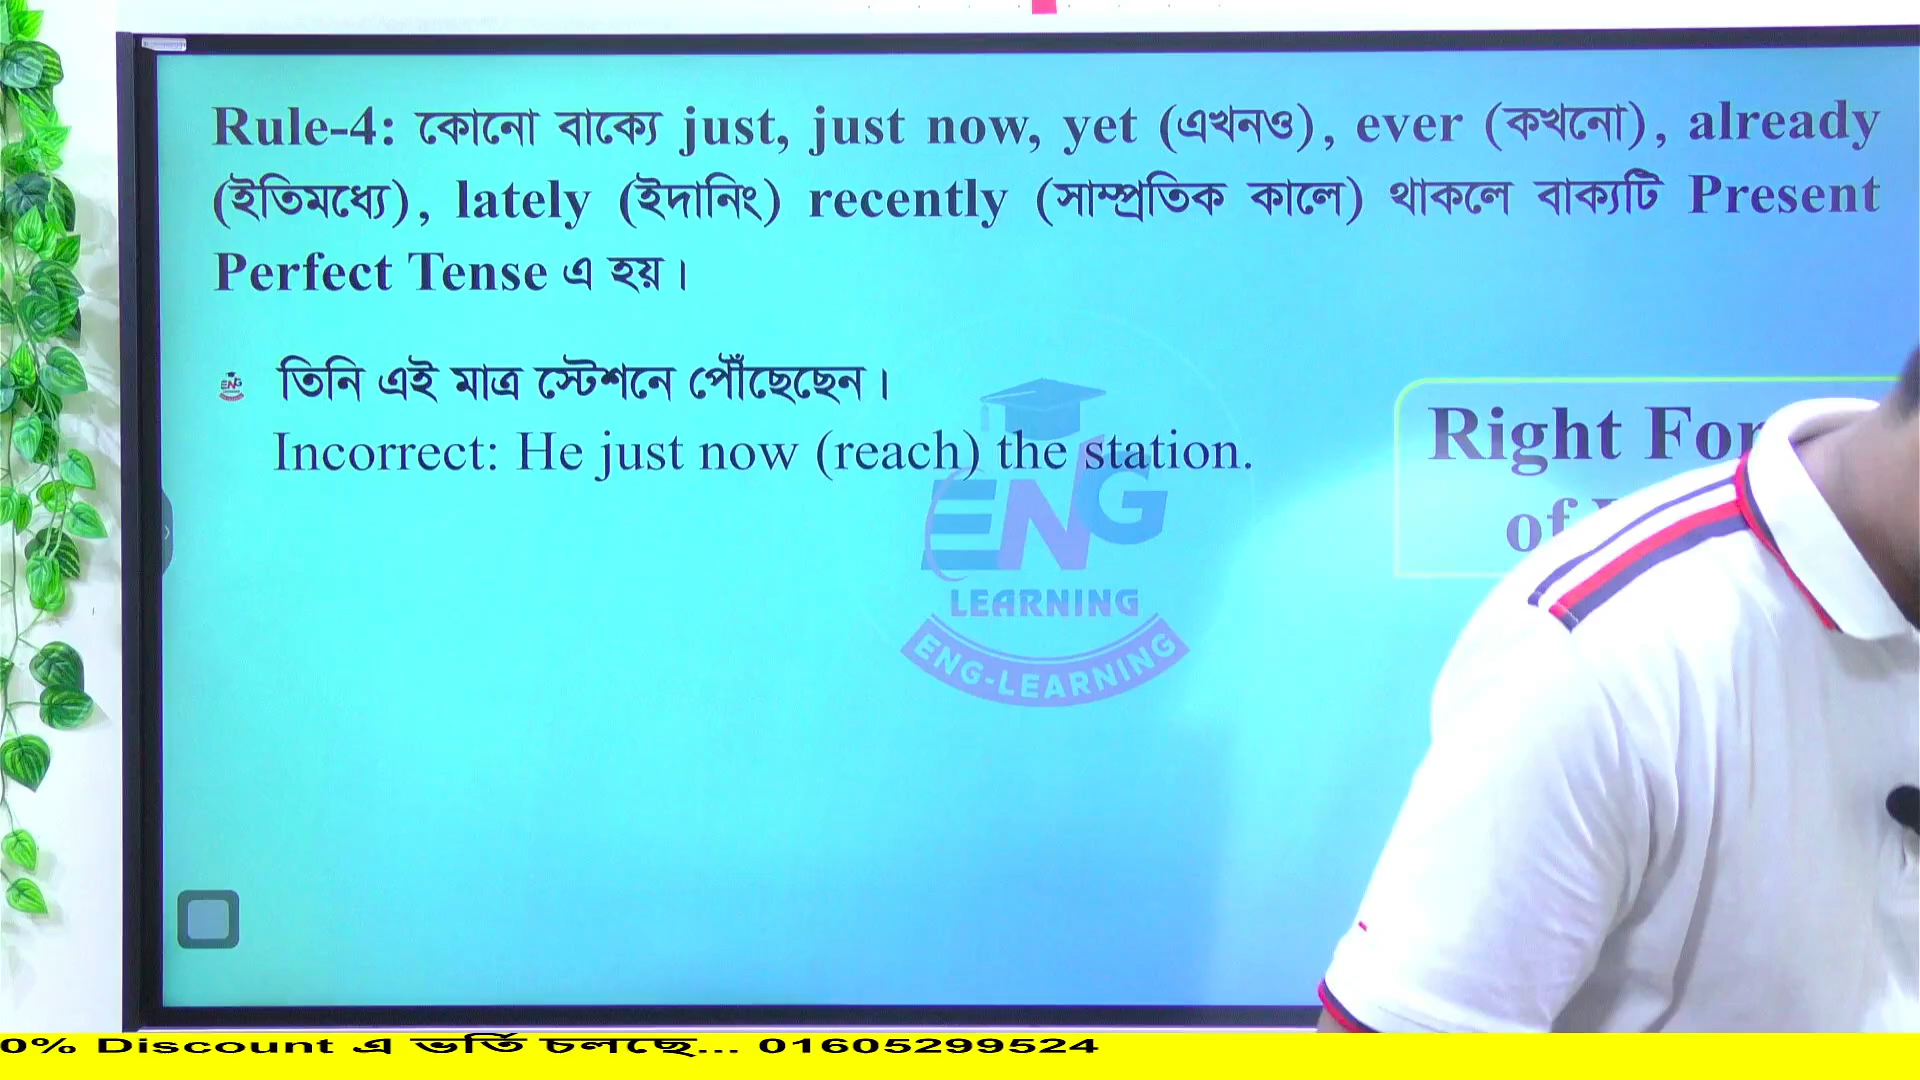 Rule-4: কোনো বাক্যে just, just now, yet (এখনও), ever (কখনো), already
(ইতিমধ্যে), lately (ইদানিং) recently (সাম্প্রতিক কালে) থাকলে বাক্যটি Present
Perfect Tense এ হয়।
তিনি এই মাত্র স্টেশনে পৌঁছেছেন।
Incorrect: He just now (reach) the station.
Right
of
ENG
LEARNING
ENG-LEARNING
0% Discount এ ভর্তি চলছে... 01605299524